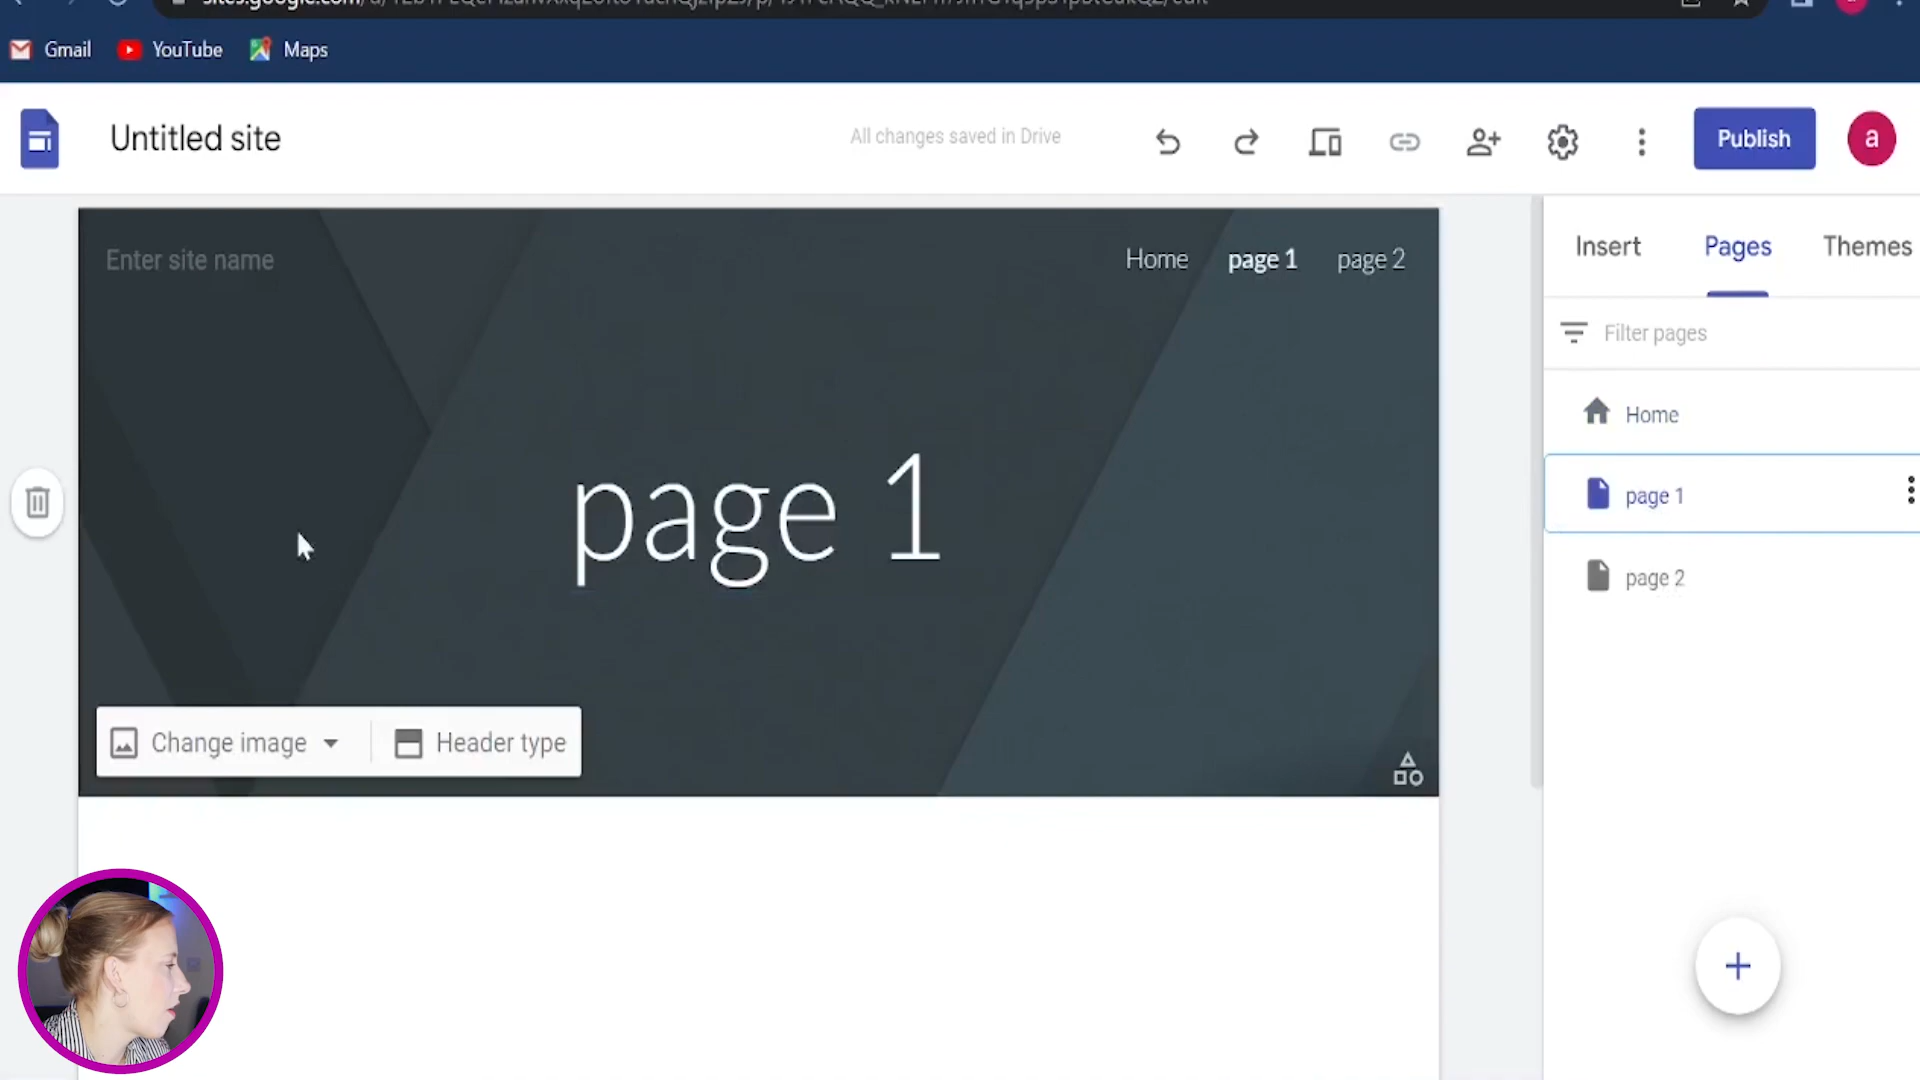 Gmail YouTube Maps
Untitled site
All changes saved in Drive
Publish
a
Enter site name
Home page 1 page 2
page 1
Change image
Header type
Insert Pages Themes
Filter pages
Home
page 1
page 2
+